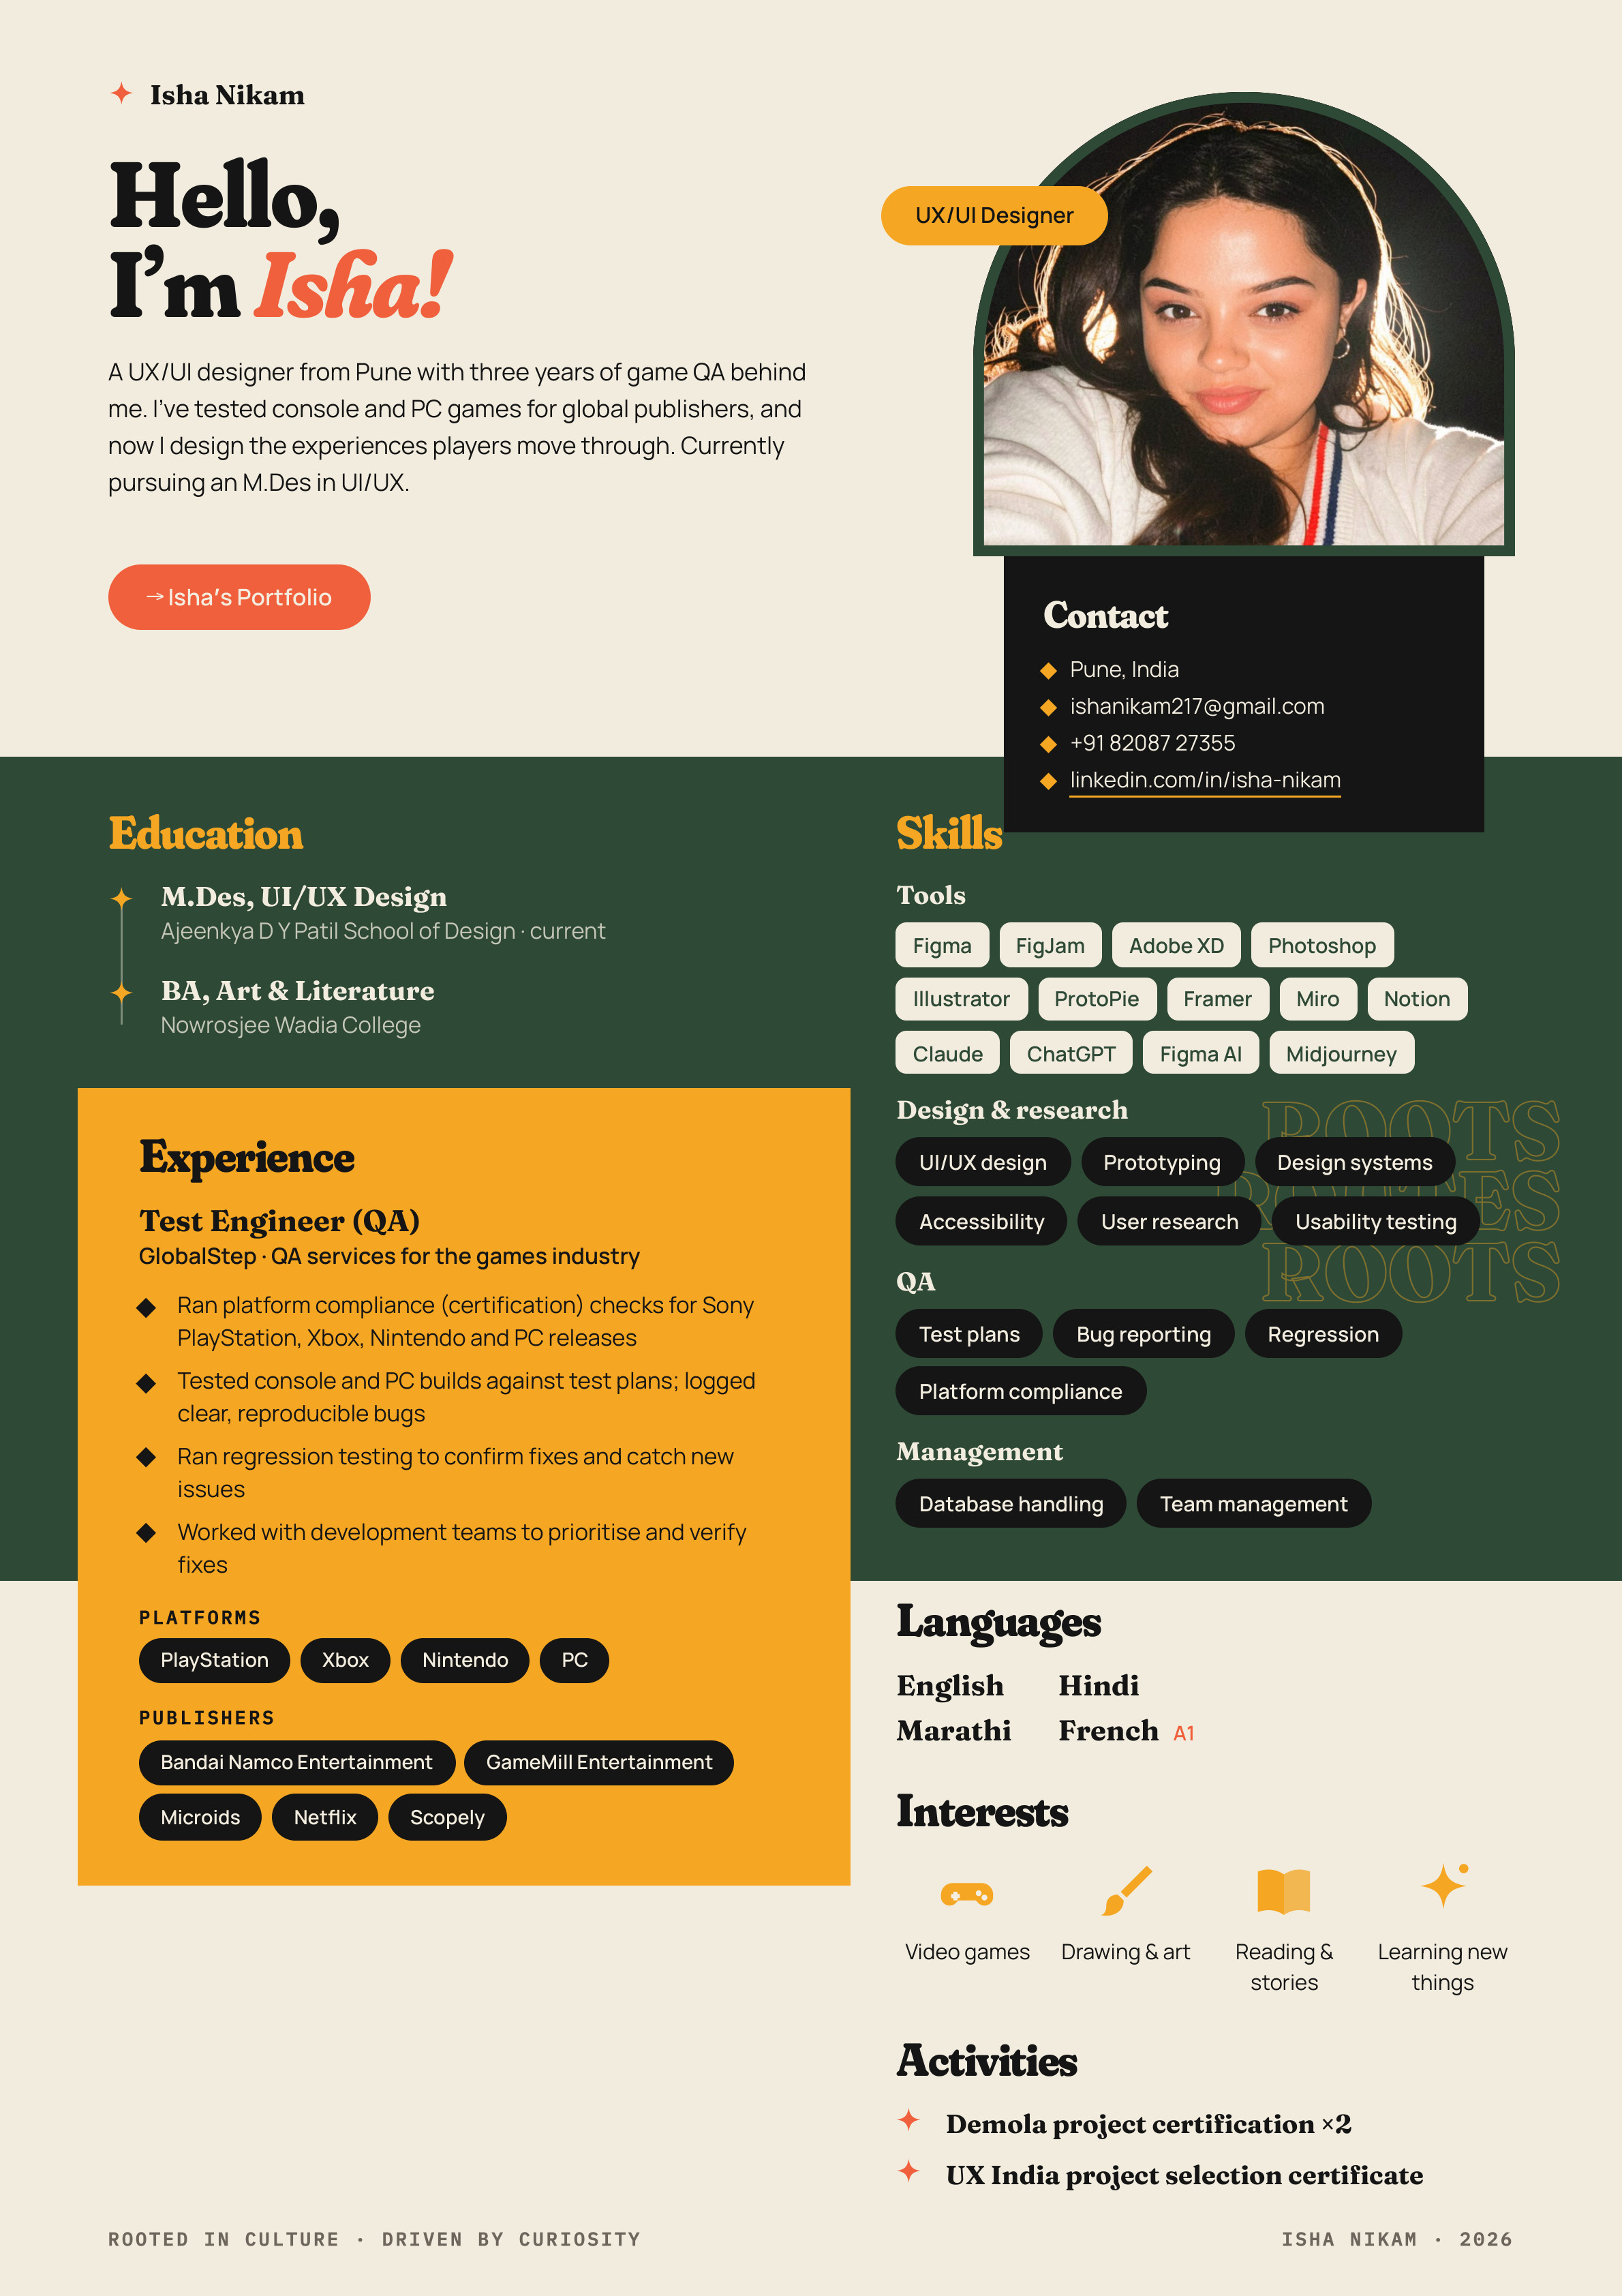 Isha Nikam
Hello,
I'm Isha!
A UX/UI designer from Pune with three years of game QA behind
me. I've tested console and PC games for global publishers, and
now I design the experiences players move through. Currently
pursuing an M.Des in UI/UX.
→ Isha's Portfolio
UX/UI Designer
Contact
Pune, India
ishanikam217@gmail.com
+91 82087 27355
linkedin.com/in/isha-nikam
Education
M.Des, UI/UX Design
Ajeenkya D Y Patil School of Design · current
BA, Art & Literature
Nowrosjee Wadia College
Experience
Test Engineer (QA)
GlobalStep · QA services for the games industry
Ran platform compliance (certification) checks for Sony
PlayStation, Xbox, Nintendo and PC releases
Tested console and PC builds against test plans; logged
clear, reproducible bugs
Ran regression testing to confirm fixes and catch new
issues
Worked with development teams to prioritise and verify
fixes
PLATFORMS
PlayStation Xbox Nintendo PC
PUBLISHERS
Bandai Namco Entertainment GameMill Entertainment
Microids Netflix Scopely
Skills
Tools
Figma FigJam Adobe XD Photoshop
Illustrator ProtoPie Framer Miro Notion
Claude ChatGPT Figma AI Midjourney
Design & research
ROOTS
UI/UX design Prototyping Design systems
Accessibility User research Usability testing
ROOTS
QA
Test plans Bug reporting Regression
Platform compliance
Management
Database handling Team management
Languages
English Hindi
Marathi French A1
Interests
Video games Drawing & art Reading & stories Learning new things
Activities
Demola project certification ×2
UX India project selection certificate
ROOTED IN CULTURE · DRIVEN BY CURIOSITY
ISHA NIKAM · 2026